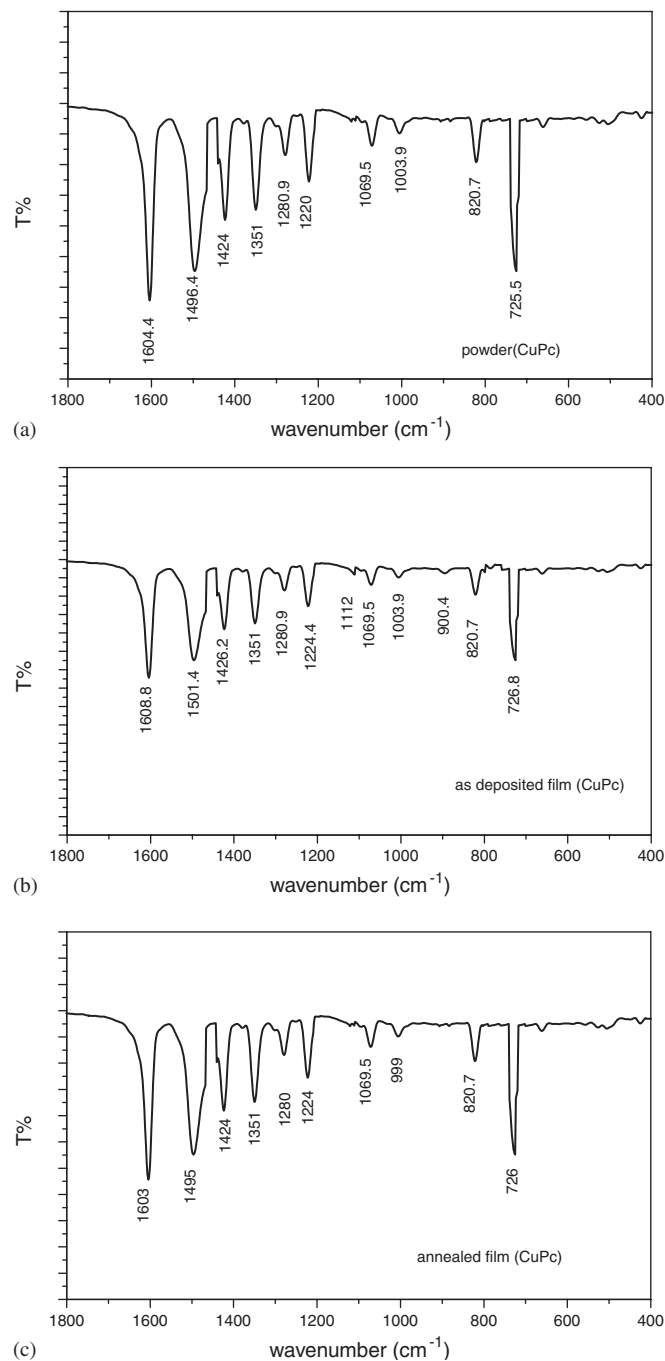 T%
1604.4
1496.4
1424
1351
1280.9
1220
1069.5
1003.9
820.7
725.5
powder(CuPc)
1800 1600 1400 1200 1000 800 600 400
(a)
wavenumber (cm⁻¹)
T%
1608.8
1501.4
1426.2
1351
1280.9
1224.4
1112
1069.5
1003.9
900.4
820.7
726.8
as deposited film (CuPc)
1800 1600 1400 1200 1000 800 600 400
(b)
wavenumber (cm⁻¹)
T%
1603
1495
1424
1351
1280
1224
1069.5
999
820.7
726
annealed film (CuPc)
1800 1600 1400 1200 1000 800 600 400
(c)
wavenumber (cm⁻¹)